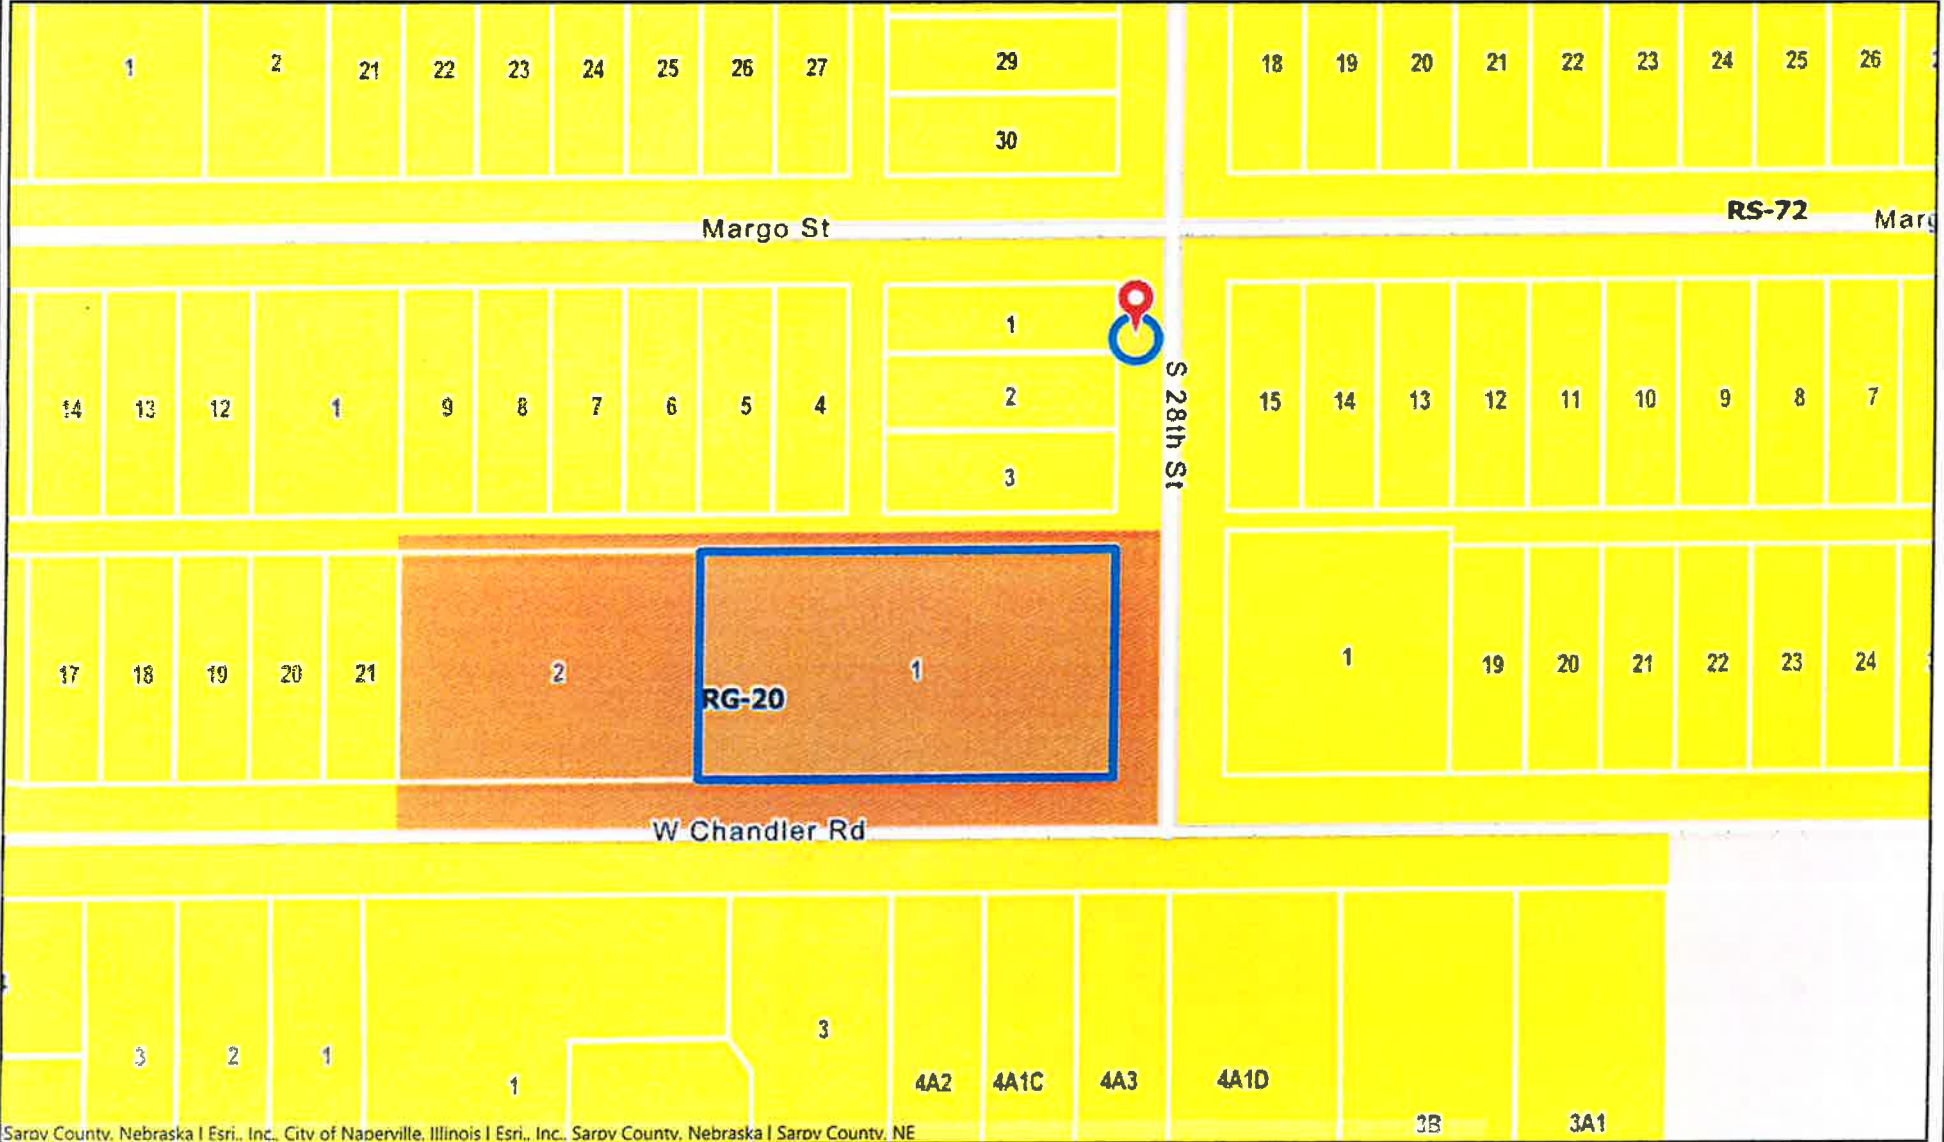 1 2 21 22 23 24 25 26 27 29 18 19 20 21 22 23 24 25 26
30
RS-72
Margo St
Marg
1
14 13 12 1 9 8 7 6 5 4 2 15 14 13 12 11 10 9 8 7
S 28th St
3
17 18 19 20 21 2 1 1 19 20 21 22 23 24
RG-20
W Chandler Rd
3
3 2 1 1 4A2 4A1C 4A3 4A1D
3B 3A1
Sarpy County, Nebraska | Esri., Inc., City of Naperville, Illinois | Esri., Inc., Sarpy County, Nebraska | Sarpy County, NE